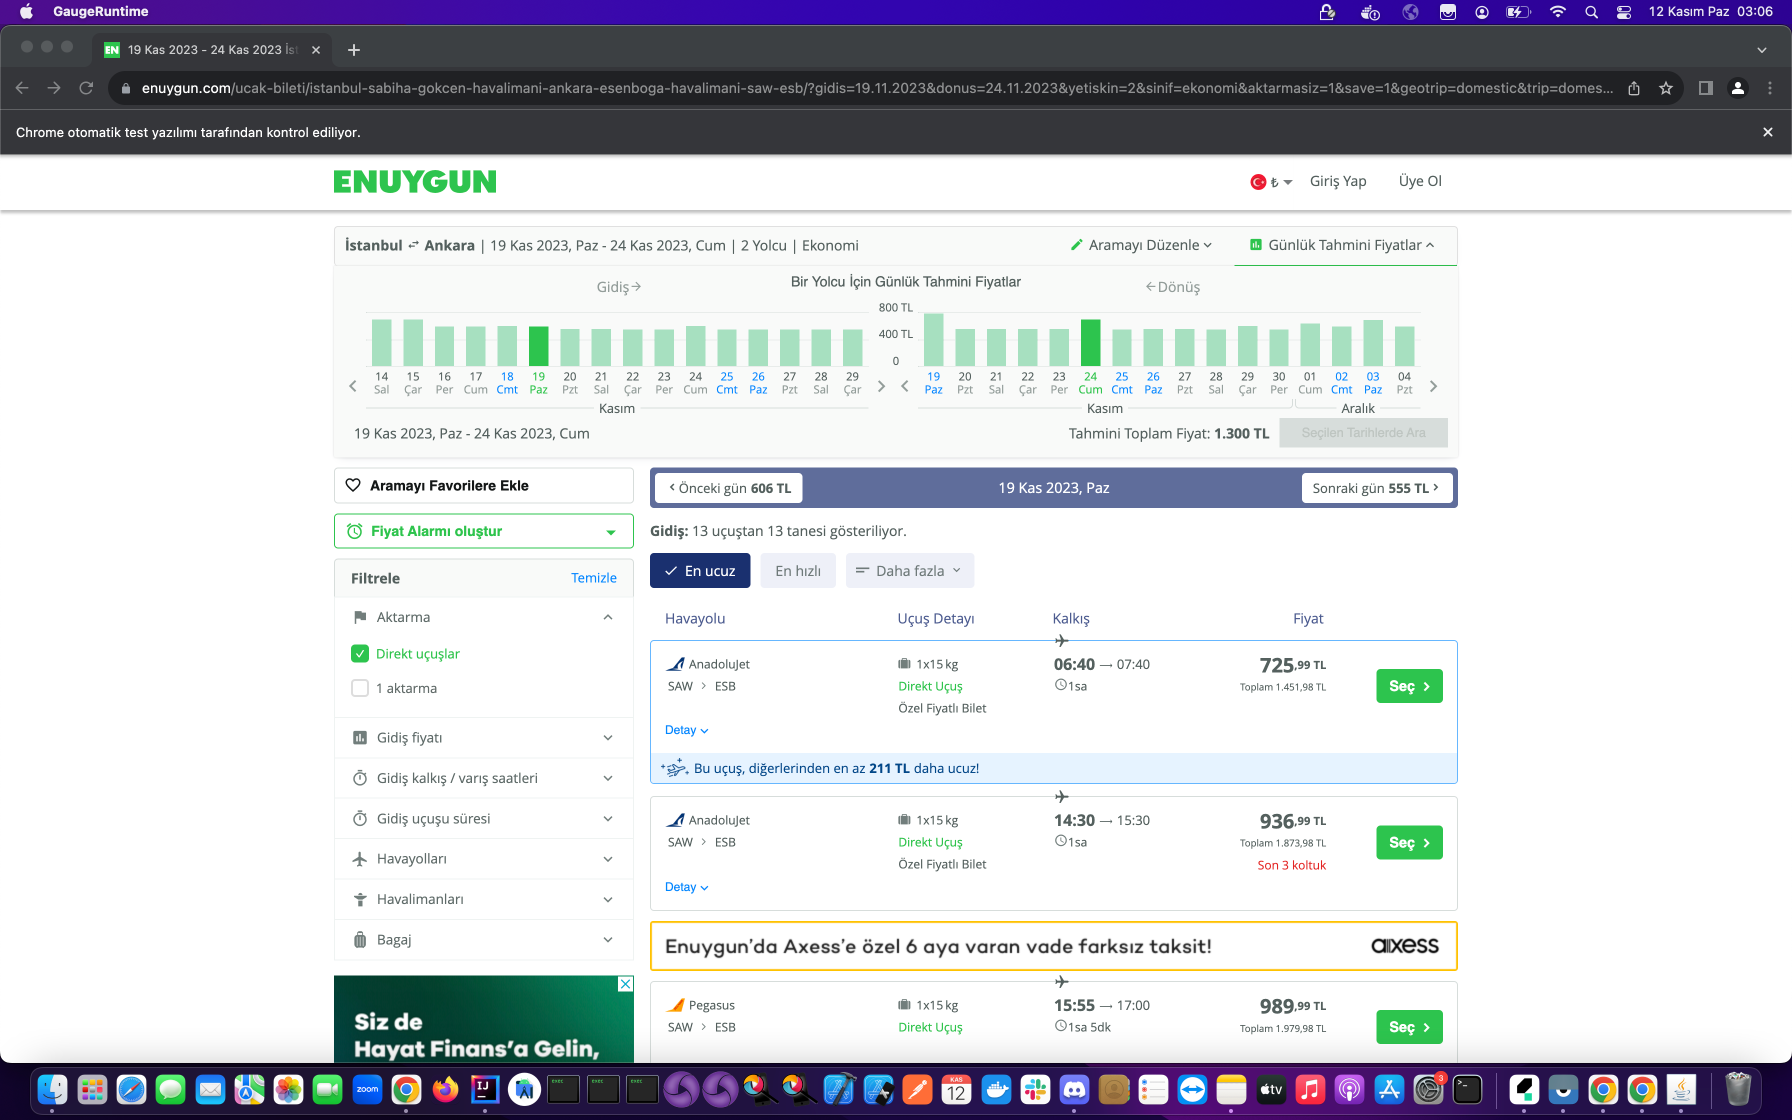 GaugeRuntime
12 Kasım Paz 03:06
EN 19 Kas 2023 - 24 Kas 2023 İst
enuygun.com/ucak-bileti/istanbul-sabiha-gokcen-havalimani-ankara-esenboga-havalimani-saw-esb/?gidis=19.11.2023&donus=24.11.2023&yetiskin=2&sinif=ekonomi&aktarmasiz=1&save=1&geotrip=domestic&trip=domes...
Chrome otomatik test yazılımı tarafından kontrol ediliyor.
ENUYGUN
₺ Giriş Yap Üye Ol
İstanbul Ankara | 19 Kas 2023, Paz - 24 Kas 2023, Cum | 2 Yolcu | Ekonomi
Aramayı Düzenle Günlük Tahmini Fiyatlar
Bir Yolcu İçin Günlük Tahmini Fiyatlar
Gidiş→ ←Dönüş
800 TL
400 TL
0
14 15 16 17 18 19 20 21 22 23 24 25 26 27 28 29
Sal Çar Per Cum Cmt Paz Pzt Sal Çar Per Cum Cmt Paz Pzt Sal Çar
Kasım
19 20 21 22 23 24 25 26 27 28 29 30 01 02 03 04
Paz Pzt Sal Çar Per Cum Cmt Paz Pzt Sal Çar Per Cum Cmt Paz Pzt
Kasım Aralık
19 Kas 2023, Paz - 24 Kas 2023, Cum
Tahmini Toplam Fiyat: 1.300 TL Seçilen Tarihlerde Ara
Aramayı Favorilere Ekle
Fiyat Alarmı oluştur
Filtrele Temizle
Aktarma
Direkt uçuşlar
1 aktarma
Gidiş fiyatı
Gidiş kalkış / varış saatleri
Gidiş uçuşu süresi
Havayolları
Havalimanları
Bagaj
Siz de
Hayat Finans’a Gelin,
Önceki gün 606 TL 19 Kas 2023, Paz Sonraki gün 555 TL
Gidiş: 13 uçuştan 13 tanesi gösteriliyor.
En ucuz En hızlı Daha fazla
Havayolu Uçuş Detayı Kalkış Fiyat
AnadoluJet 1x15 kg 06:40 → 07:40 725,99 TL
SAW > ESB Direkt Uçuş 1sa Toplam 1.451,98 TL Seç
Özel Fiyatlı Bilet
Detay
Bu uçuş, diğerlerinden en az 211 TL daha ucuz!
AnadoluJet 1x15 kg 14:30 → 15:30 936,99 TL
SAW > ESB Direkt Uçuş 1sa Toplam 1.873,98 TL Seç
Özel Fiyatlı Bilet Son 3 koltuk
Detay
Enuygun’da Axess’e özel 6 aya varan vade farksız taksit! axess
Pegasus 1x15 kg 15:55 → 17:00 989,99 TL
SAW > ESB Direkt Uçuş 1sa 5dk Toplam 1.979,98 TL Seç
zoom
IJ
EXEC
EXEC
EXEC
KAS
12
tv
3